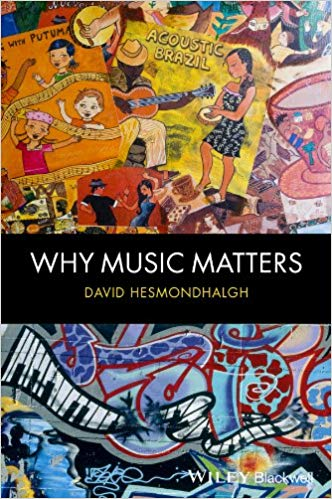 WITH PUTUMA
ACOUSTIC
BRAZIL
WHY MUSIC MATTERS
DAVID HESMONDHALGH
WILEY Blackwell